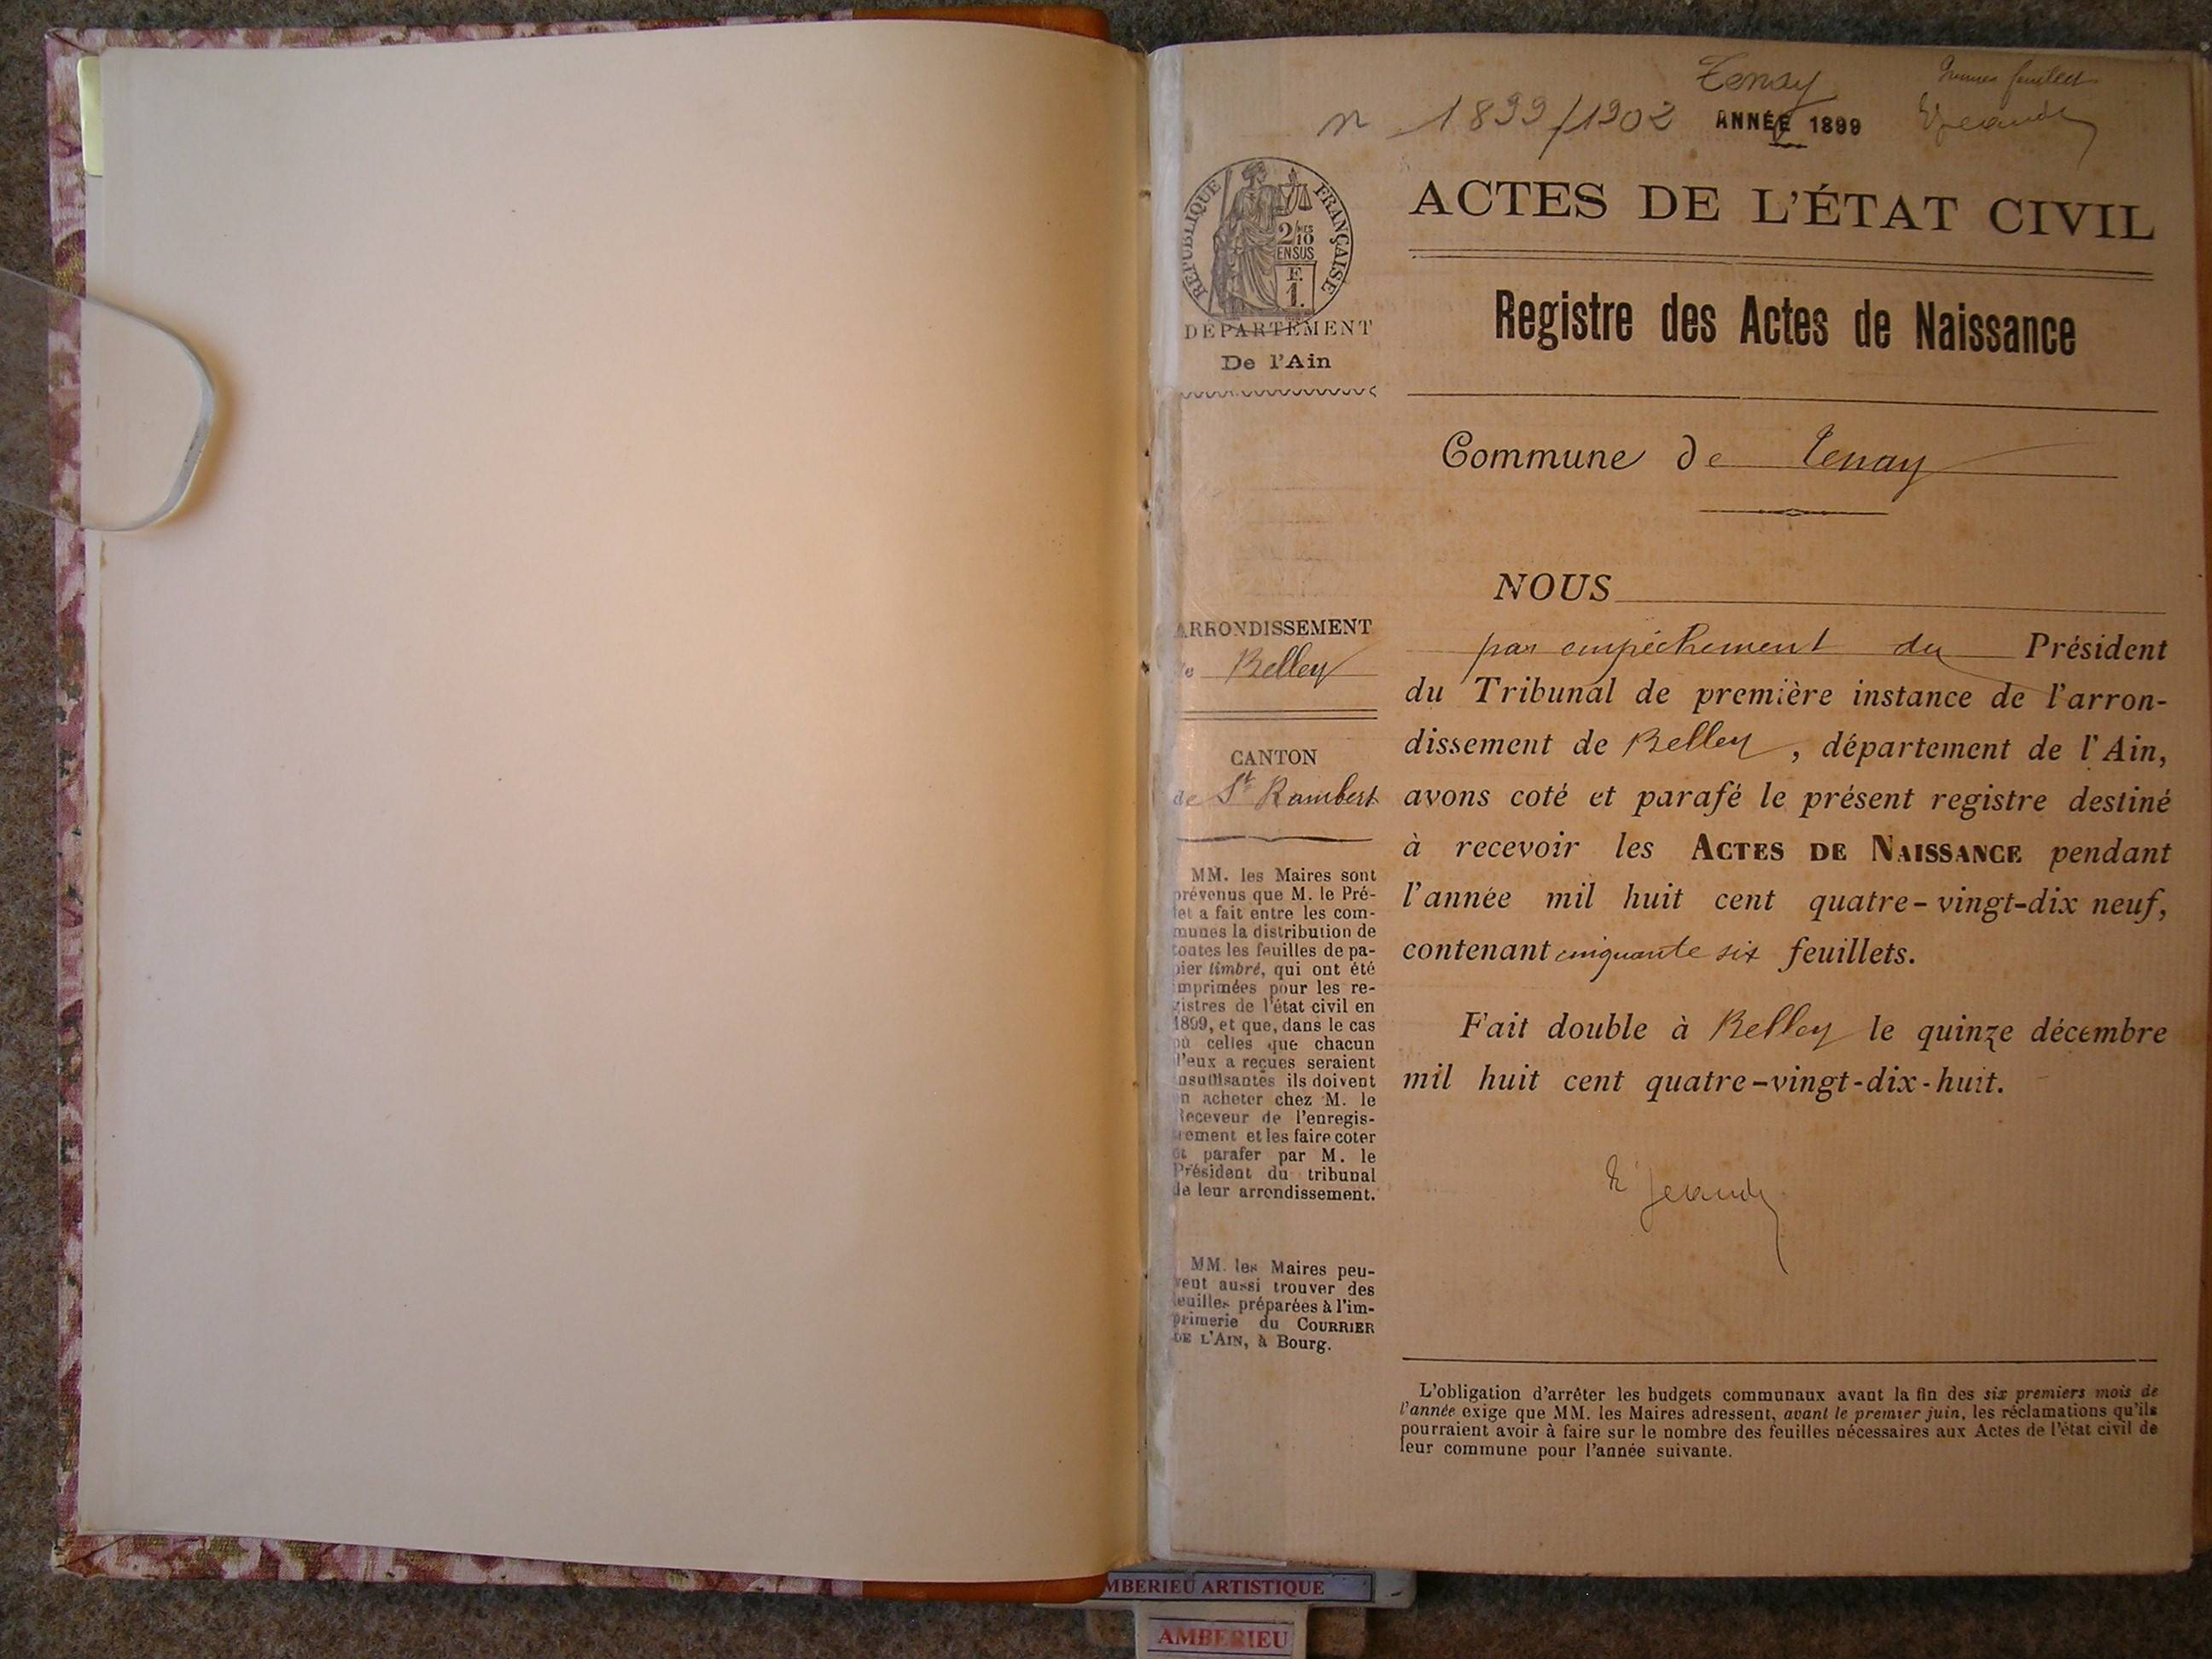 Tenay
n 1899/1902 ANNÉE 1899
feuillet
RÉPUBLIQUE FRANÇAISE
2/10 MES
EN SUS
F.
1.
DÉPARTEMENT
De l'Ain
ACTES DE L'ÉTAT CIVIL
Registre des Actes de Naissance
Commune de Tenay
ARRONDISSEMENT
de Belley
CANTON
de St Rambert
MM. les Maires sont
prévenus que M. le Pré-
fet a fait entre les com-
munes la distribution de
toutes les feuilles de pa-
pier timbré, qui ont été
imprimées pour les re-
gistres de l'état civil en
1899, et que, dans le cas
où celles que chacun
d'eux a reçues seraient
insuffisantes ils doivent
en acheter chez M. le
Receveur de l'enregis-
trement et les faire coter
et parafer par M. le
Président du tribunal
de leur arrondissement.
MM. les Maires peu-
vent aussi trouver des
feuilles préparées à l'im-
primerie du COURRIER
DE L'AIN, à Bourg.
NOUS
par empêchement du Président
du Tribunal de première instance de l'arron-
dissement de Belley, département de l'Ain,
avons coté et parafé le présent registre destiné
à recevoir les ACTES DE NAISSANCE pendant
l'année mil huit cent quatre-vingt-dix neuf,
contenant cinquante six feuillets.
Fait double à Belley le quinze décembre
mil huit cent quatre-vingt-dix-huit.
L'obligation d'arrêter les budgets communaux avant la fin des six premiers mois de
l'année exige que MM. les Maires adressent, avant le premier juin, les réclamations qu'ils
pourraient avoir à faire sur le nombre des feuilles nécessaires aux Actes de l'état civil de
leur commune pour l'année suivante.
MBERIEU ARTISTIQUE
AMBERIEU